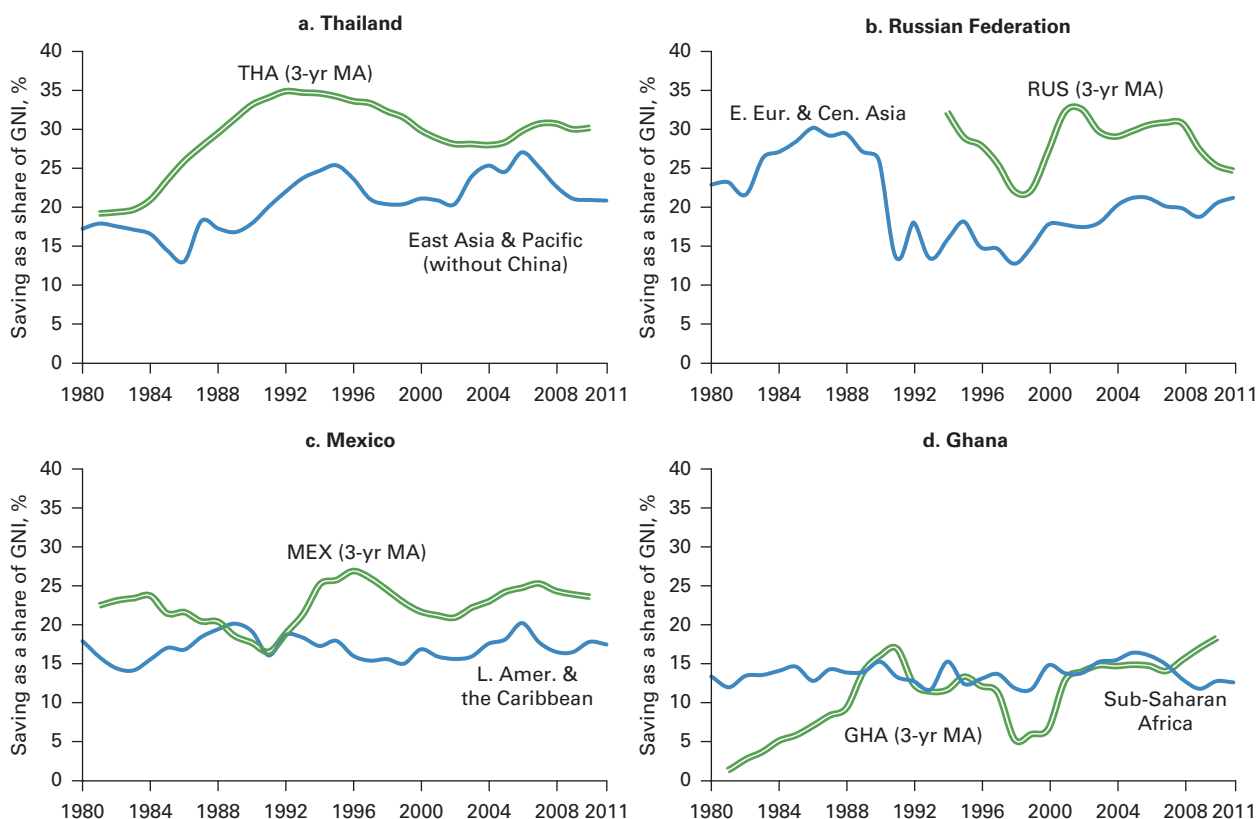 a. Thailand
Saving as a share of GNI, %
40
35
30
25
20
15
10
5
0
THA (3-yr MA)
East Asia & Pacific
(without China)
1980 1984 1988 1992 1996 2000 2004 2008 2011
b. Russian Federation
Saving as a share of GNI, %
40
35
30
25
20
15
10
5
0
E. Eur. & Cen. Asia
RUS (3-yr MA)
1980 1984 1988 1992 1996 2000 2004 2008 2011
c. Mexico
Saving as a share of GNI, %
40
35
30
25
20
15
10
5
0
MEX (3-yr MA)
L. Amer. &
the Caribbean
1980 1984 1988 1992 1996 2000 2004 2008 2011
d. Ghana
Saving as a share of GNI, %
40
35
30
25
20
15
10
5
0
GHA (3-yr MA)
Sub-Saharan
Africa
1980 1984 1988 1992 1996 2000 2004 2008 2011